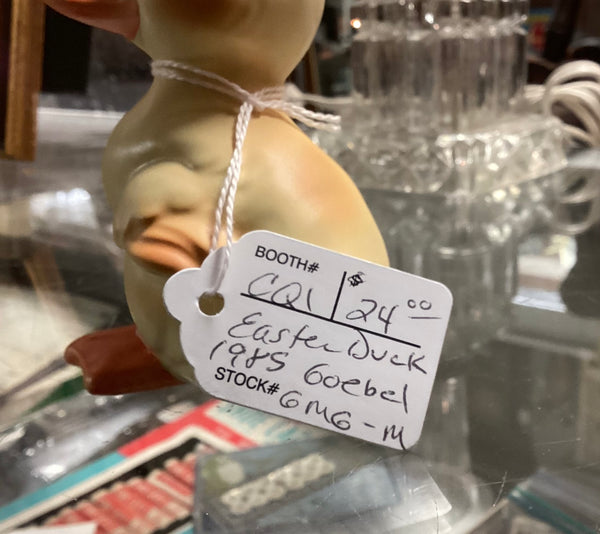 BOOTH#
CQ1 $ 24 00
Easter Duck
1985 Goebel
STOCK# GMG-M